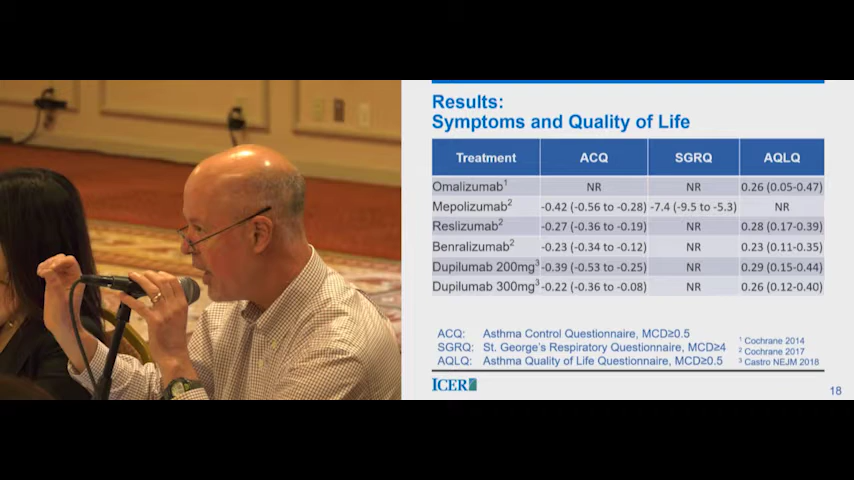 Results:
Symptoms and Quality of Life
Treatment ACQ SGRQ AQLQ
Omalizumab¹ NR NR 0.26 (0.05-0.47)
Mepolizumab² -0.42 (-0.56 to -0.28) -7.4 (-9.5 to -5.3) NR
Reslizumab² -0.27 (-0.36 to -0.19) NR 0.28 (0.17-0.39)
Benralizumab² -0.23 (-0.34 to -0.12) NR 0.23 (0.11-0.35)
Dupilumab 200mg³ -0.39 (-0.53 to -0.25) NR 0.29 (0.15-0.44)
Dupilumab 300mg³ -0.22 (-0.36 to -0.08) NR 0.26 (0.12-0.40)
ACQ: Asthma Control Questionnaire, MCD≥0.5
SGRQ: St. George's Respiratory Questionnaire, MCD≥4
AQLQ: Asthma Quality of Life Questionnaire, MCD≥0.5
¹ Cochrane 2014
² Cochrane 2017
³ Castro NEJM 2018
ICER
18